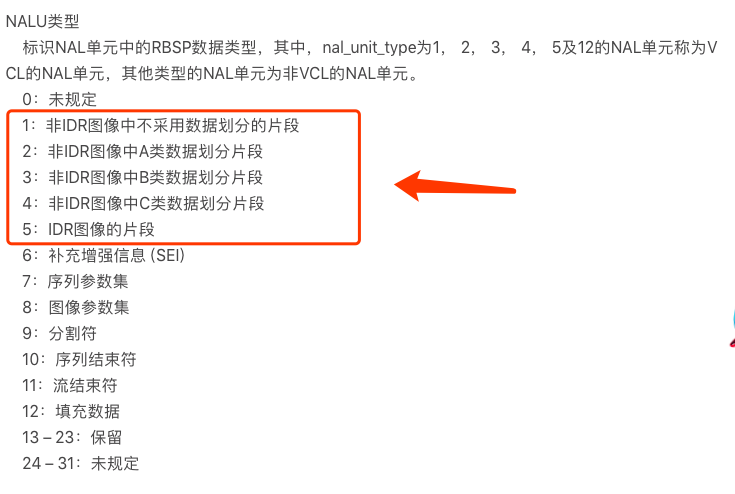 NALU类型
标识NAL单元中的RBSP数据类型，其中，nal_unit_type为1， 2， 3， 4， 5及12的NAL单元称为V
CL的NAL单元，其他类型的NAL单元为非VCL的NAL单元。
0：未规定
1：非IDR图像中不采用数据划分的片段
2：非IDR图像中A类数据划分片段
3：非IDR图像中B类数据划分片段
4：非IDR图像中C类数据划分片段
5：IDR图像的片段
6：补充增强信息 (SEI)
7：序列参数集
8：图像参数集
9：分割符
10：序列结束符
11：流结束符
12：填充数据
13 – 23：保留
24 – 31：未规定